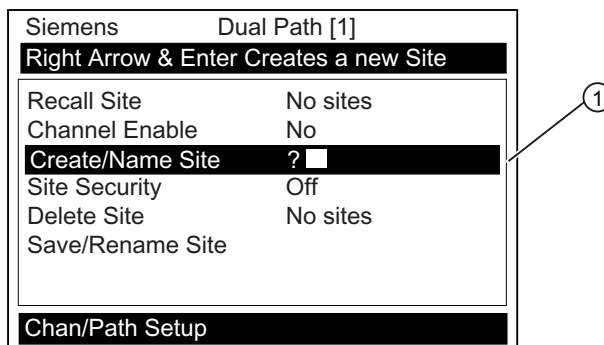 Siemens Dual Path [1]
Right Arrow & Enter Creates a new Site
Recall Site No sites
Channel Enable No
Create/Name Site ?
Site Security Off
Delete Site No sites
Save/Rename Site
Chan/Path Setup
1